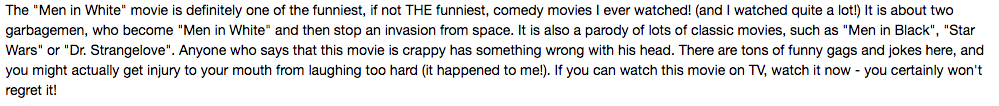 The "Men in White" movie is definitely one of the funniest, if not THE funniest, comedy movies I ever watched! (and I watched quite a lot!) It is about two
garbagemen, who become "Men in White" and then stop an invasion from space. It is also a parody of lots of classic movies, such as "Men in Black", "Star
Wars" or "Dr. Strangelove". Anyone who says that this movie is crappy has something wrong with his head. There are tons of funny gags and jokes here, and
you might actually get injury to your mouth from laughing too hard (it happened to me!). If you can watch this movie on TV, watch it now - you certainly won't
regret it!